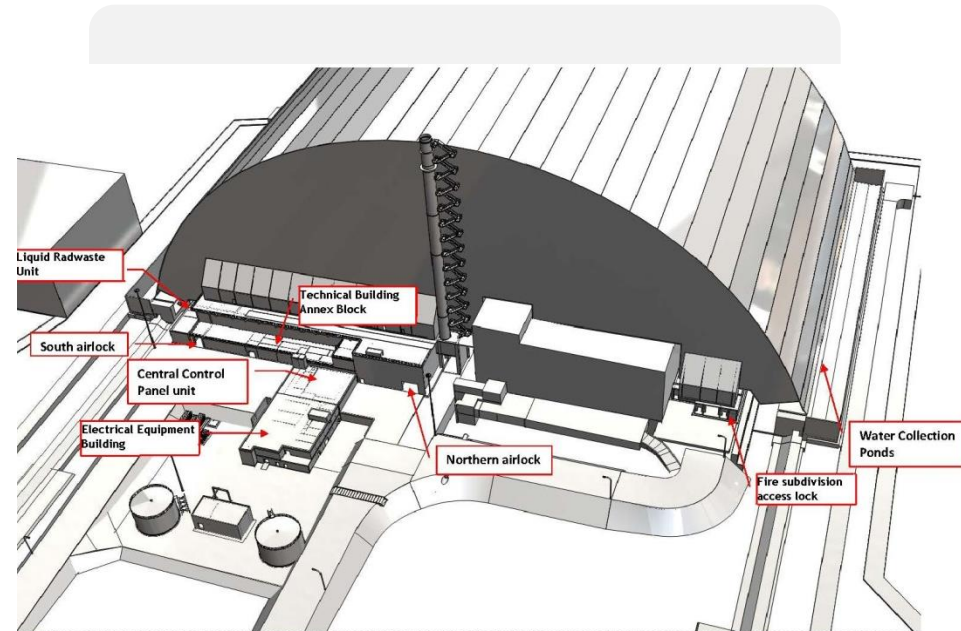 Liquid Radwaste
Unit
Technical Building
Annex Block
South airlock
Central Control
Panel unit
Electrical Equipment
Building
Northern airlock
Fire subdivision
access lock
Water Collection
Ponds